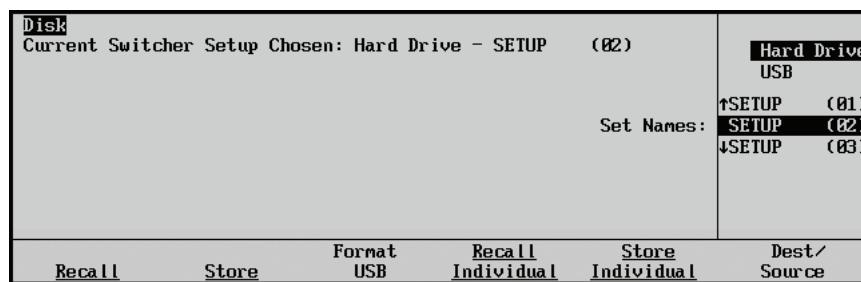 Disk
Current Switcher Setup Chosen: Hard Drive - SETUP (02)
Hard Drive
USB
↑SETUP (01)
Set Names: SETUP (02)
↓SETUP (03)
Format Recall Store Dest/
Recall Store USB Individual Individual Source